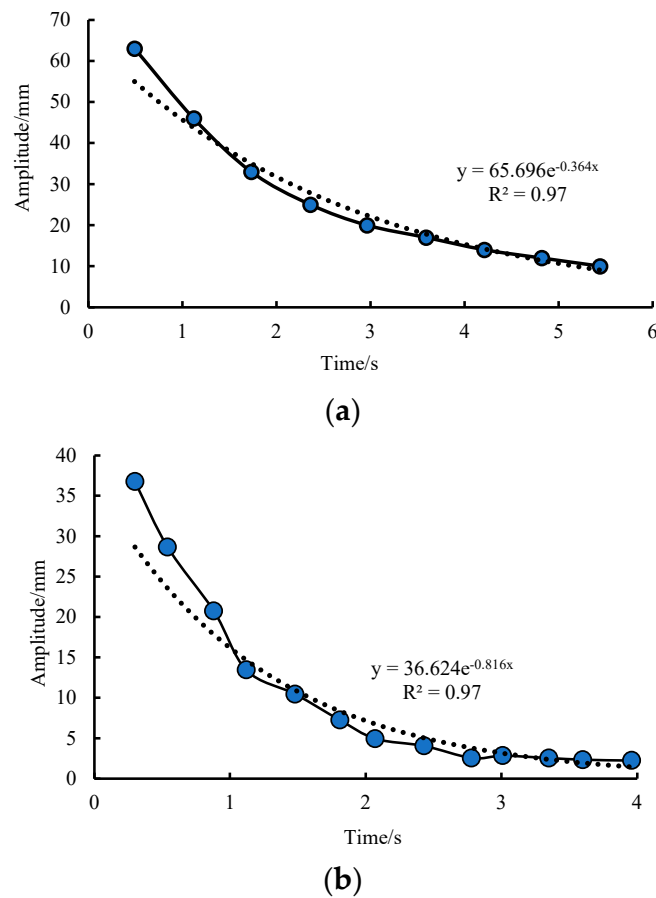 70
60
50
40
30
20
10
0
Amplitude/mm
y = 65.696e^-0.364x
R² = 0.97
0 1 2 3 4 5 6
Time/s
(a)
40
35
30
25
20
15
10
5
0
Amplitude/mm
y = 36.624e^-0.816x
R² = 0.97
0 1 2 3 4
Time/s
(b)